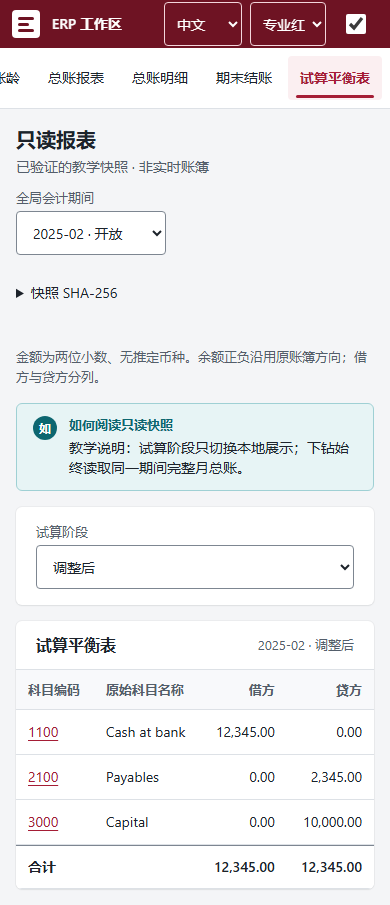 ERP 工作区 中文 专业红
账龄 总账报表 总账明细 期末结账 试算平衡表
只读报表
已验证的教学快照 · 非实时账簿
全局会计期间
2025-02 · 开放
快照 SHA-256
金额为两位小数、无推定币种。余额正负沿用原账簿方向；借
方与贷方分列。
如 如何阅读只读快照
教学说明：试算阶段只切换本地展示；下钻始
终读取同一期间完整月总账。
试算阶段
调整后
试算平衡表 2025-02 · 调整后
科目编码 原始科目名称 借方 贷方
1100 Cash at bank 12,345.00 0.00
2100 Payables 0.00 2,345.00
3000 Capital 0.00 10,000.00
合计 12,345.00 12,345.00